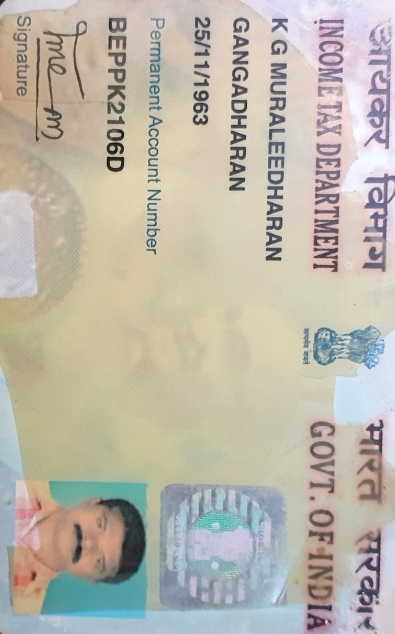 आयकर विभाग
INCOME TAX DEPARTMENT
भारत सरकार
GOVT. OF INDIA
सत्यमेव जयते
K G MURALEEDHARAN
GANGADHARAN
25/11/1963
Permanent Account Number
BEPPK2106D
Signature